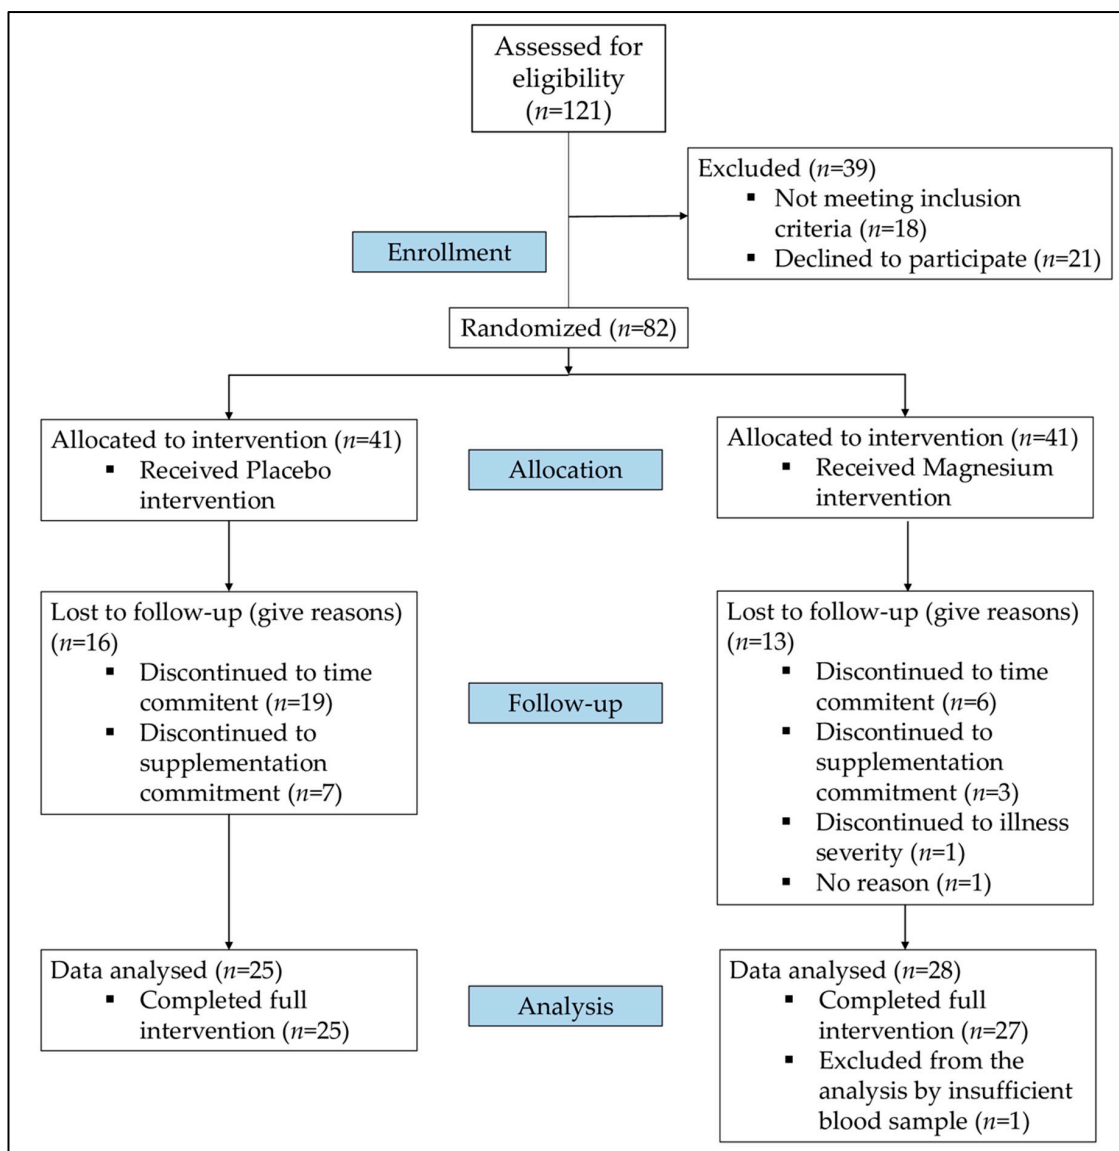 Assessed for
eligibility
(n=121)
Excluded (n=39)
▪ Not meeting inclusion
criteria (n=18)
▪ Declined to participate (n=21)
Enrollment
Randomized (n=82)
Allocated to intervention (n=41)
▪ Received Placebo
intervention
Allocation
Allocated to intervention (n=41)
▪ Received Magnesium
intervention
Lost to follow-up (give reasons)
(n=16)
▪ Discontinued to time
commitent (n=19)
▪ Discontinued to
supplementation
commitment (n=7)
Follow-up
Lost to follow-up (give reasons)
(n=13)
▪ Discontinued to time
commitent (n=6)
▪ Discontinued to
supplementation
commitment (n=3)
▪ Discontinued to illness
severity (n=1)
▪ No reason (n=1)
Data analysed (n=25)
▪ Completed full
intervention (n=25)
Analysis
Data analysed (n=28)
▪ Completed full
intervention (n=27)
▪ Excluded from the
analysis by insufficient
blood sample (n=1)